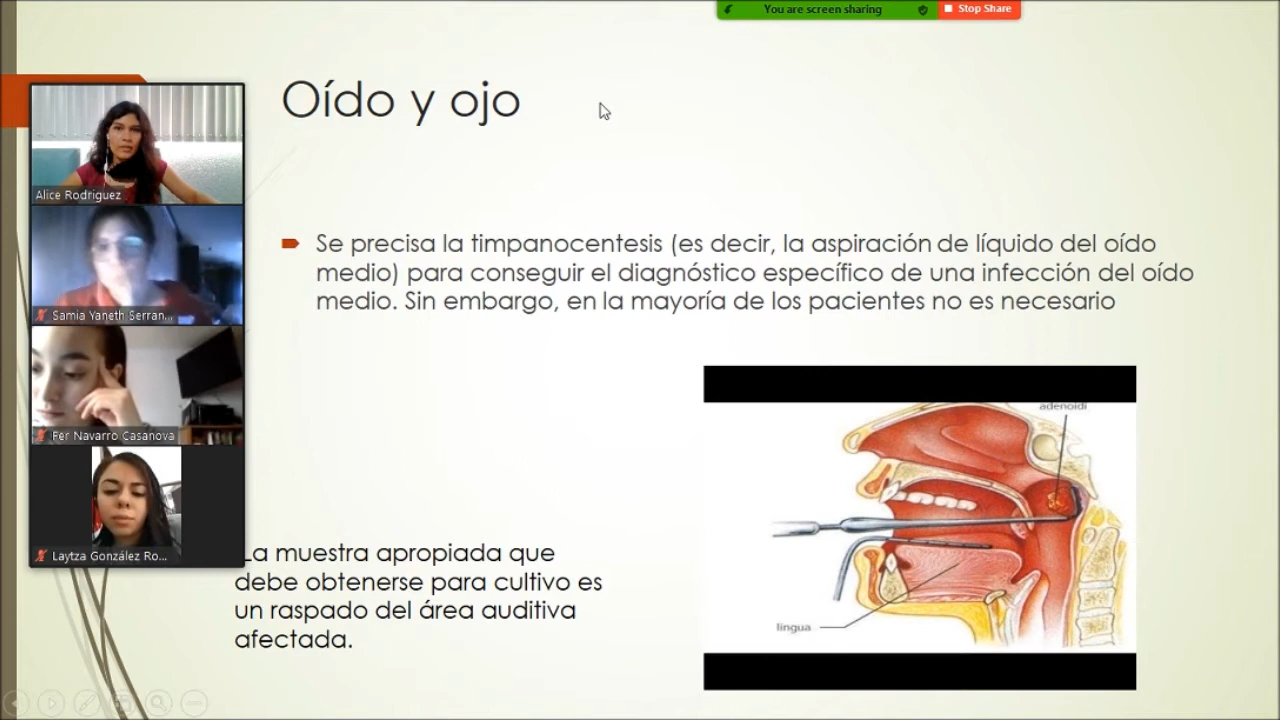 You are screen sharing
Stop Share
Oído y ojo
Alice Rodriguez
Samia Yaneth Serran...
Fer Navarro Casanova
Laytza González Ro...
Se precisa la timpanocentesis (es decir, la aspiración de líquido del oído
medio) para conseguir el diagnóstico específico de una infección del oído
medio. Sin embargo, en la mayoría de los pacientes no es necesario
adenoidi
lingua
La muestra apropiada que
debe obtenerse para cultivo es
un raspado del área auditiva
afectada.